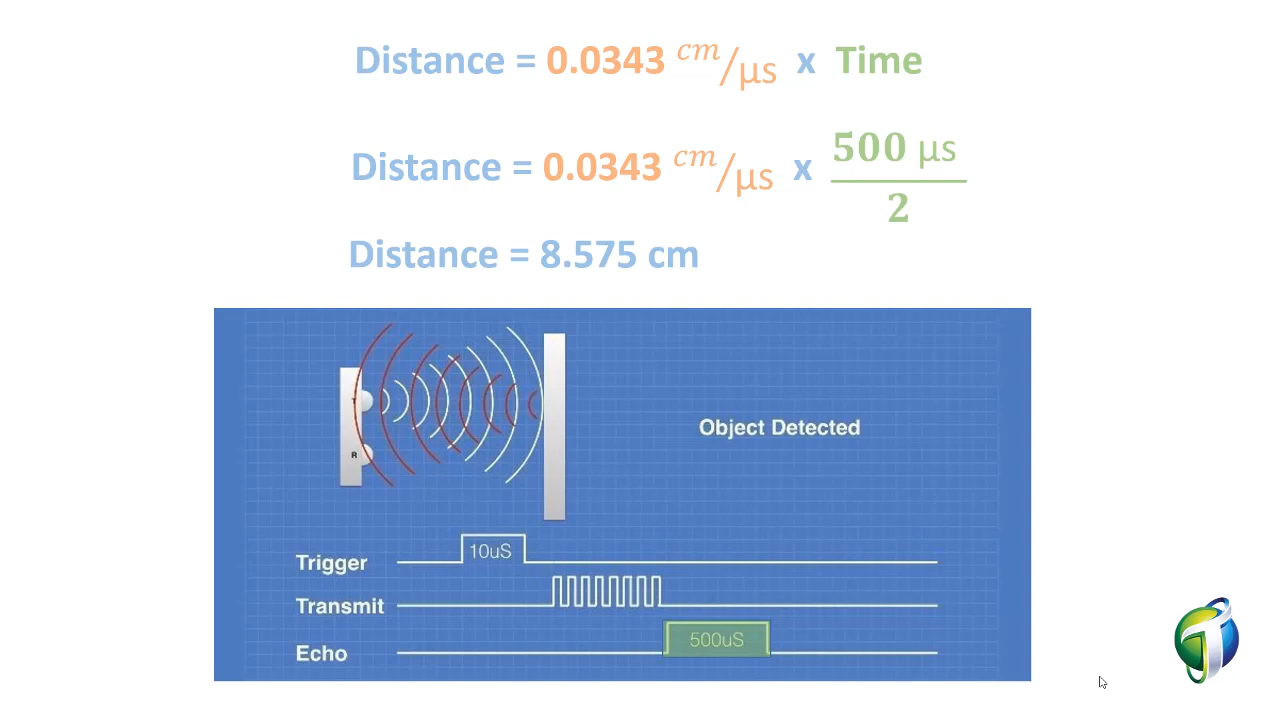 Distance = 0.0343 cm/μs x Time
Distance = 0.0343 cm/μs x 500 μs
2
Distance = 8.575 cm
T
R
Object Detected
Trigger 10uS
Transmit
Echo 500uS
T